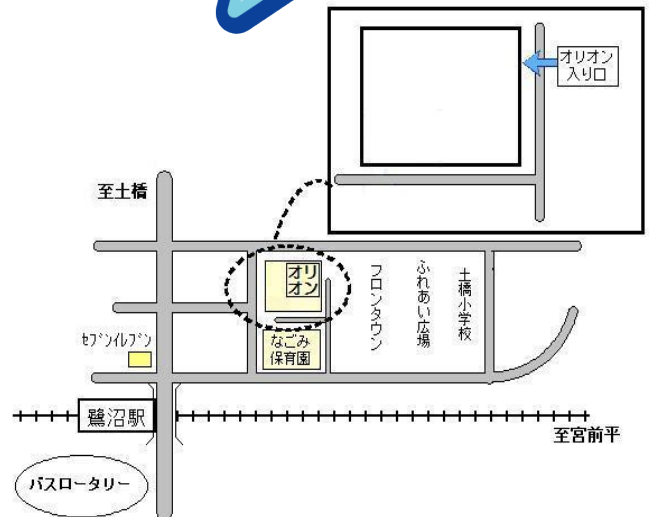 オリオン
入り口
至土橋
オリ
オン
フロンタウン
ふれあい広場
土橋小学校
ｾﾌﾞﾝｲﾚﾌﾞﾝ
なごみ
保育園
鷺沼駅
至宮前平
バスロータリー